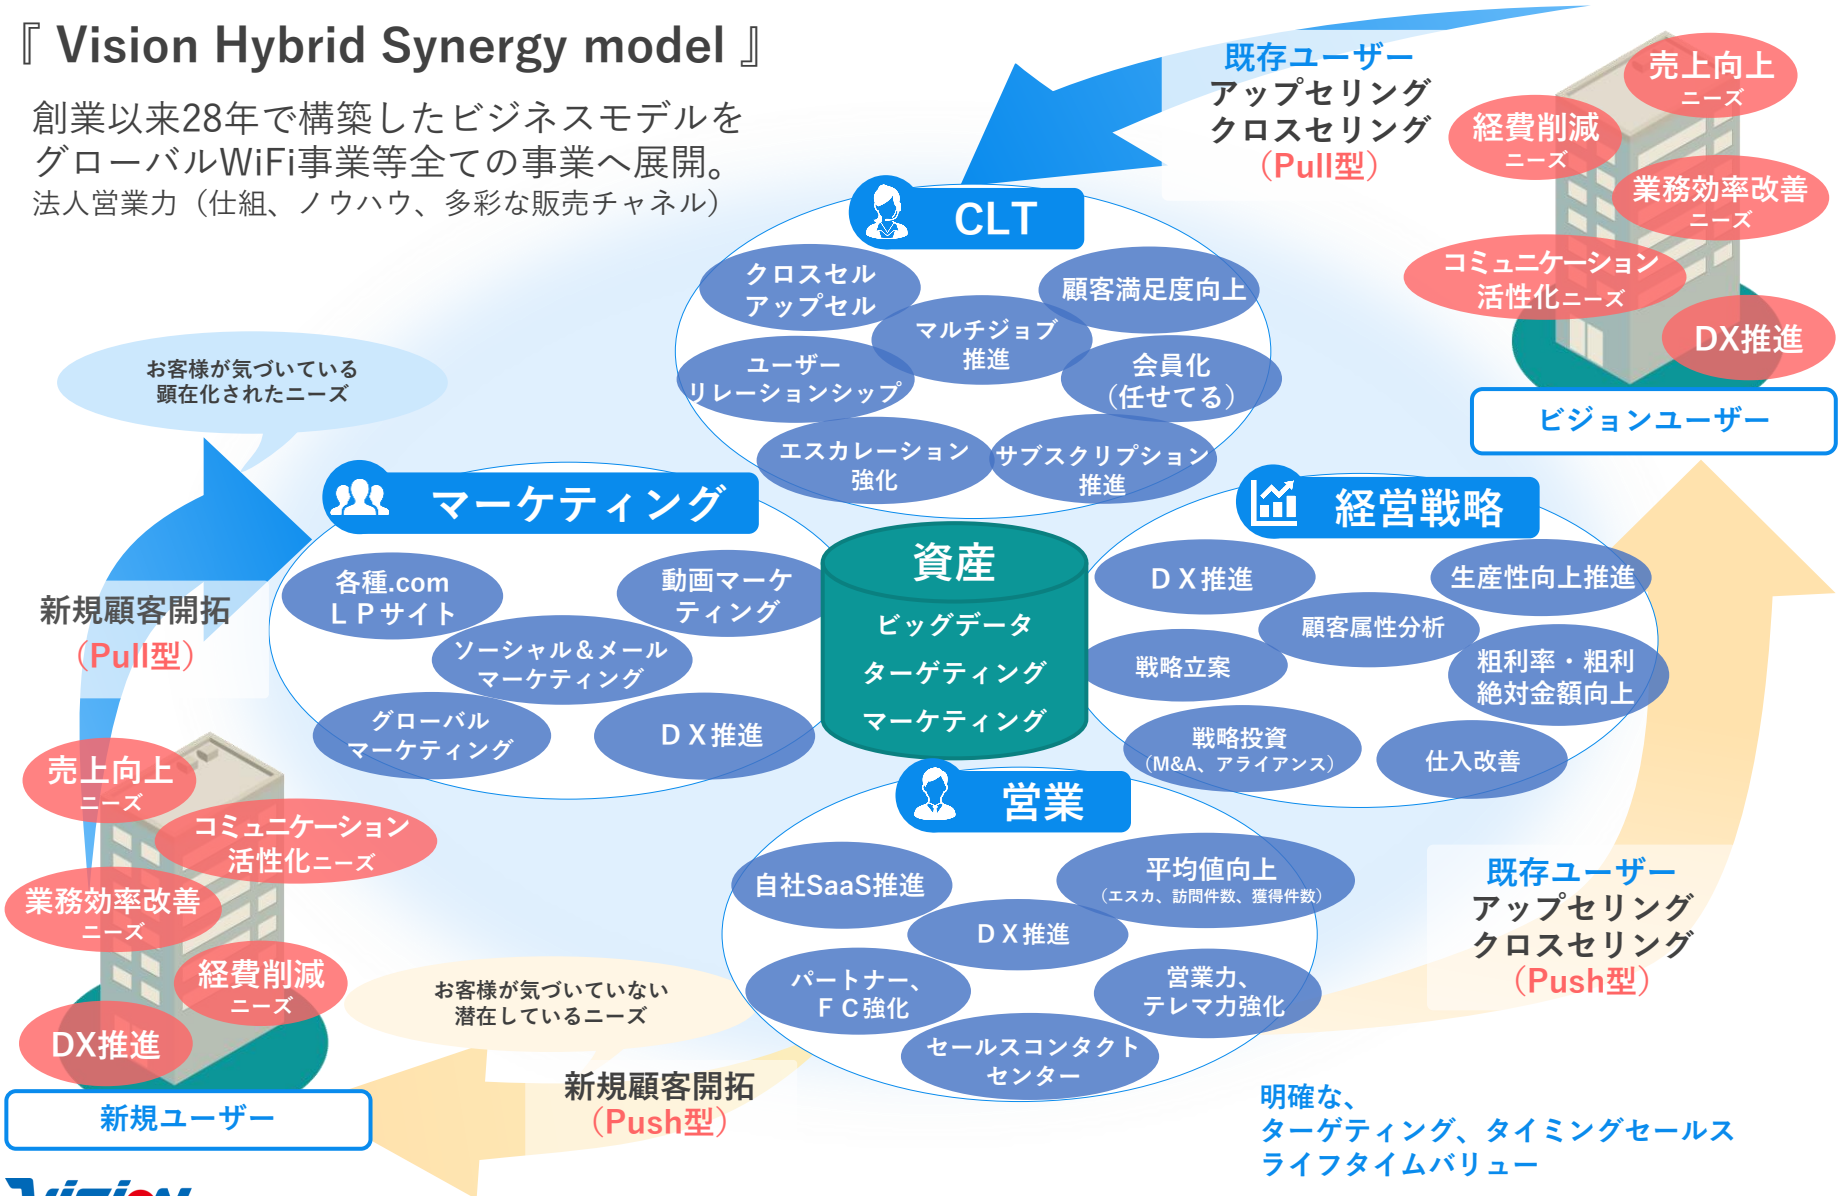 『 Vision Hybrid Synergy model 』
創業以来28年で構築したビジネスモデルを
グローバルWiFi事業等全ての事業へ展開。
法人営業力（仕組、ノウハウ、多彩な販売チャネル）
既存ユーザー
アップセリング
クロスセリング
（Pull型）
売上向上
ニーズ
経費削減
ニーズ
業務効率改善
ニーズ
コミュニケーション
活性化ニーズ
DX推進
ビジョンユーザー
CLT
クロスセル
アップセル
顧客満足度向上
マルチジョブ
推進
ユーザー
リレーションシップ
会員化
（任せてる）
エスカレーション
強化
サブスクリプション
推進
お客様が気づいている
顕在化されたニーズ
マーケティング
各種.com
ＬＰサイト
動画マーケ
ティング
ソーシャル＆メール
マーケティング
グローバル
マーケティング
ＤＸ推進
資産
ビッグデータ
ターゲティング
マーケティング
経営戦略
ＤＸ推進
生産性向上推進
顧客属性分析
戦略立案
粗利率・粗利
絶対金額向上
戦略投資
（M&A、アライアンス）
仕入改善
新規顧客開拓
（Pull型）
売上向上
ニーズ
コミュニケーション
活性化ニーズ
業務効率改善
ニーズ
経費削減
ニーズ
DX推進
新規ユーザー
営業
自社SaaS推進
平均値向上
（エスカ、訪問件数、獲得件数）
ＤＸ推進
パートナー、
ＦＣ強化
営業力、
テレマ力強化
セールスコンタクト
センター
お客様が気づいていない
潜在しているニーズ
新規顧客開拓
（Push型）
既存ユーザー
アップセリング
クロスセリング
（Push型）
明確な、
ターゲティング、タイミングセールス
ライフタイムバリュー
VISION